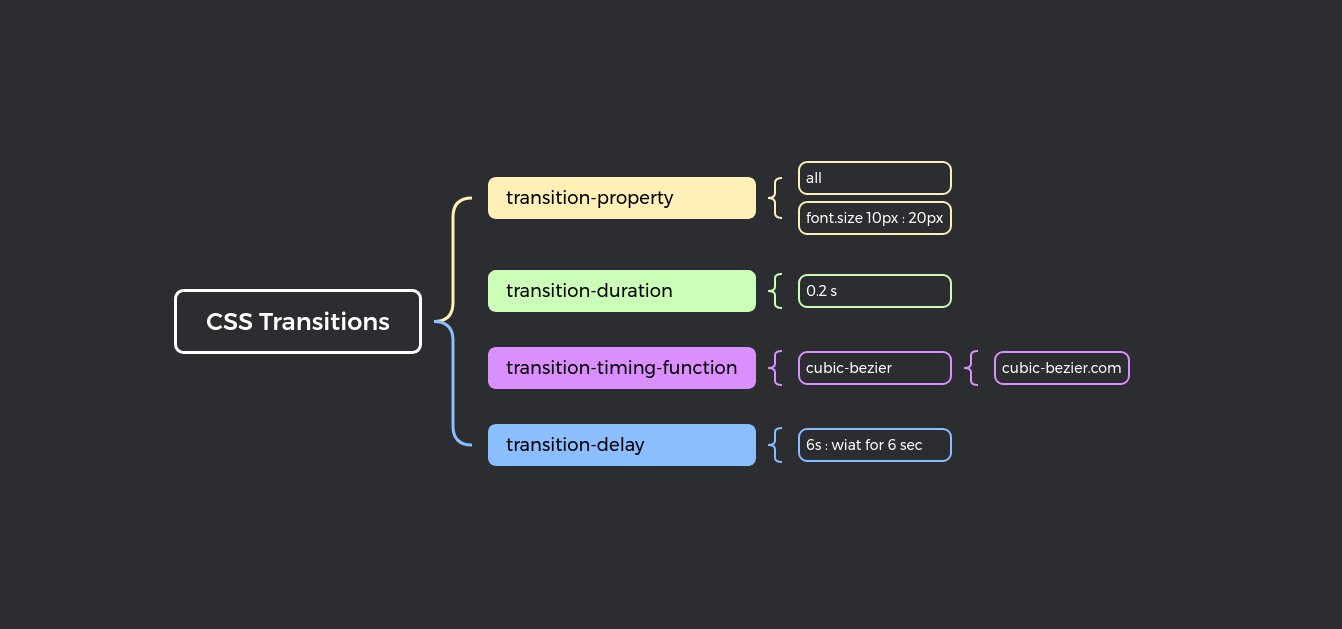 CSS Transitions
transition-property
all
font.size 10px : 20px
transition-duration
0.2 s
transition-timing-function
cubic-bezier
cubic-bezier.com
transition-delay
6s : wiat for 6 sec